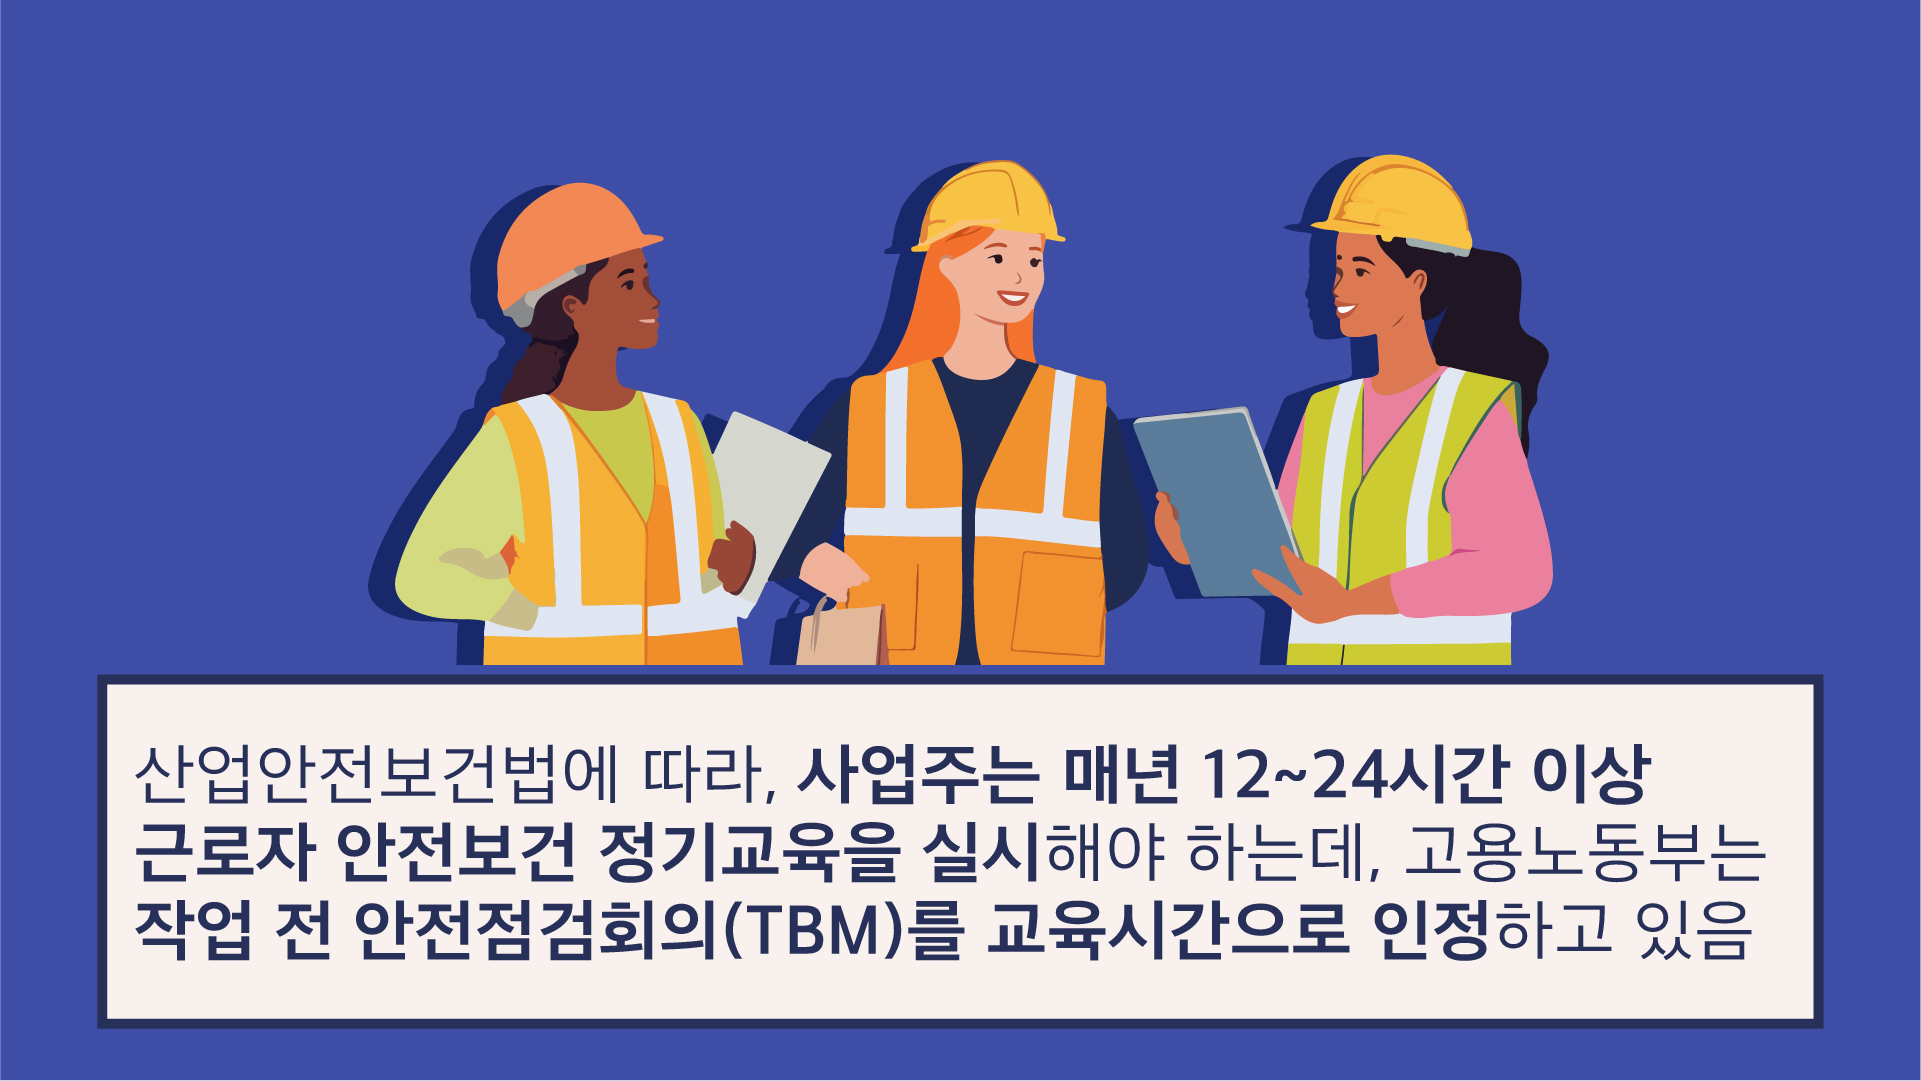 산업안전보건법에 따라, 사업주는 매년 12~24시간 이상
근로자 안전보건 정기교육을 실시해야 하는데, 고용노동부는
작업 전 안전점검회의(TBM)를 교육시간으로 인정하고 있음